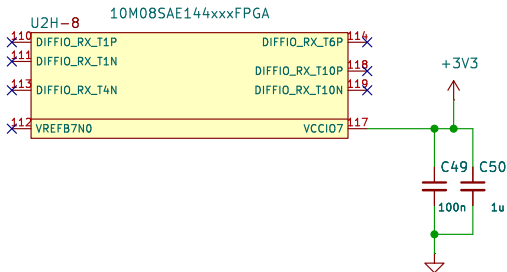 10M08SAE144xxxFPGA
U2H-8
110 DIFFIO_RX_T1P DIFFIO_RX_T6P 114
111 DIFFIO_RX_T1N
DIFFIO_RX_T10P 118
113 DIFFIO_RX_T4N DIFFIO_RX_T10N 119
112 VREFB7N0 VCCIO7 117
+3V3
C49 C50
100n 1u